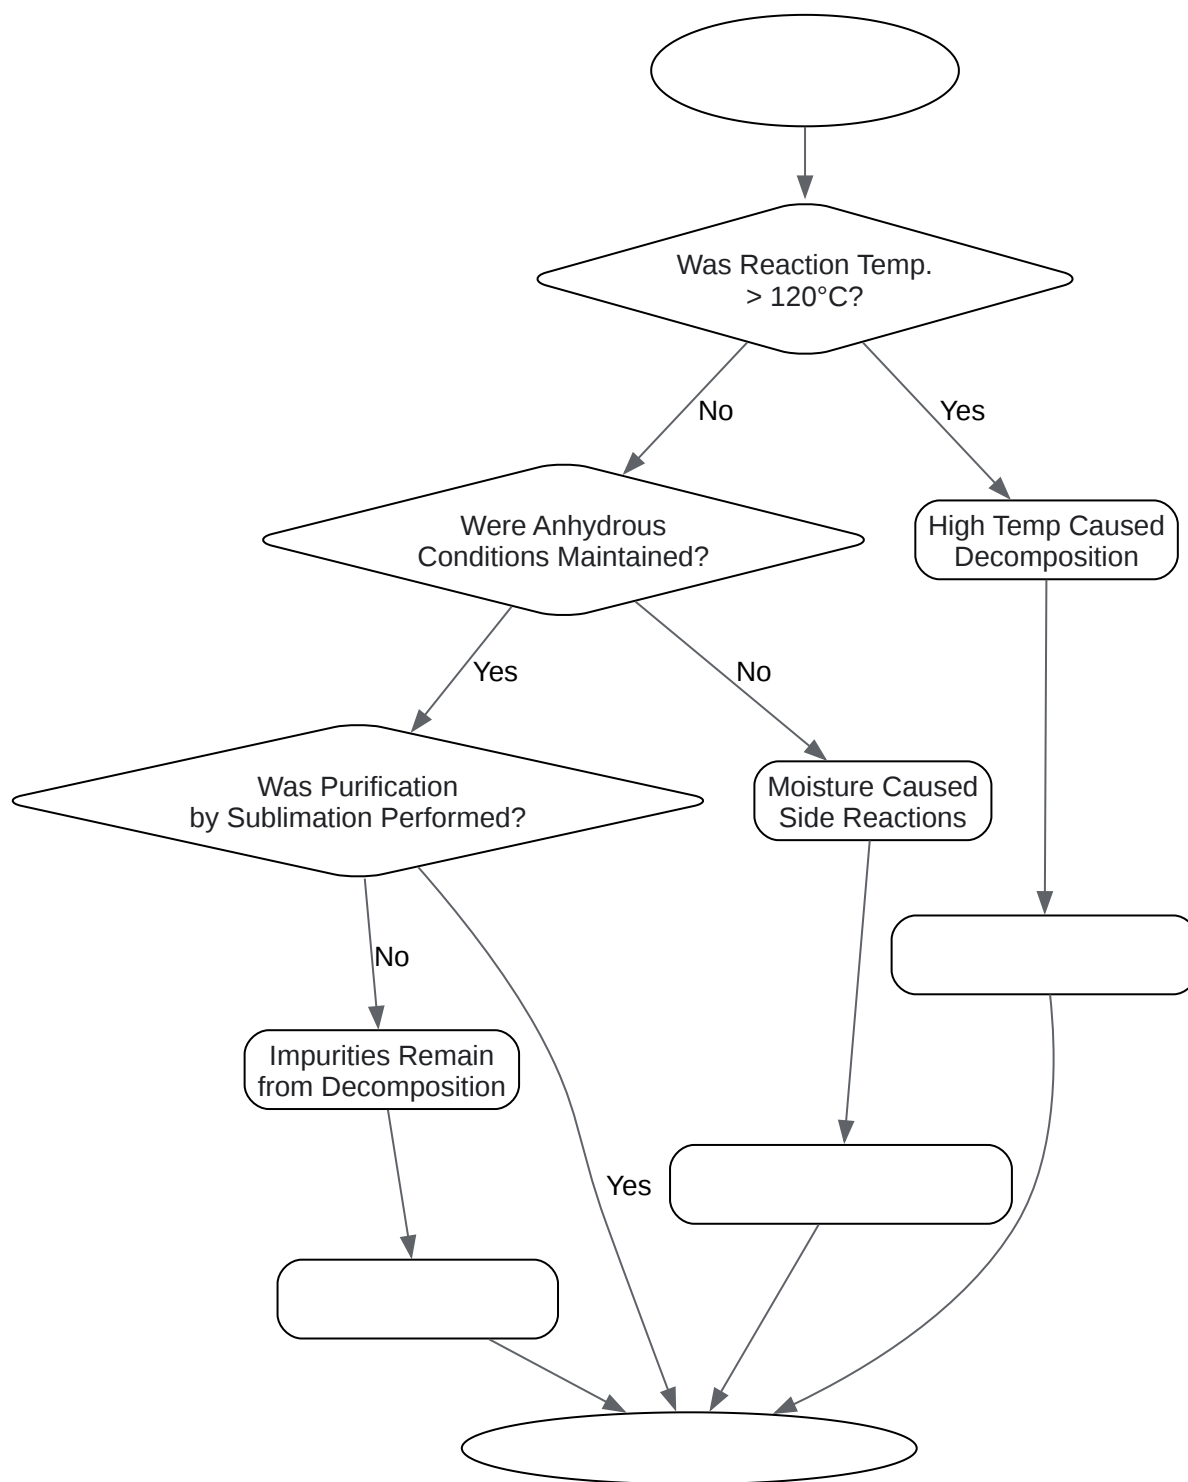 Was Reaction Temp.
> 120°C?
No
Yes
Were Anhydrous
Conditions Maintained?
High Temp Caused
Decomposition
Yes
No
Was Purification
by Sublimation Performed?
Moisture Caused
Side Reactions
No
Impurities Remain
from Decomposition
Yes